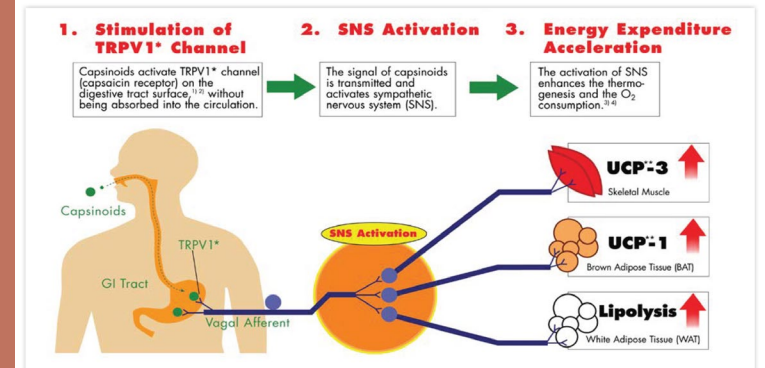 1. Stimulation of
TRPV1* Channel
2. SNS Activation
3. Energy Expenditure
Acceleration
Capsinoids activate TRPV1* channel
(capsaicin receptor) on the
digestive tract surface,1) 2) without
being absorbed into the circulation.
The signal of capsinoids
is transmitted and
activates sympathetic
nervous system (SNS).
The activation of SNS
enhances the thermo-
genesis and the O2
consumption.3) 4)
Capsinoids
TRPV1*
GI Tract
Vagal Afferent
SNS Activation
UCP**-3
Skeletal Muscle
UCP**-1
Brown Adipose Tissue (BAT)
Lipolysis
White Adipose Tissue (WAT)